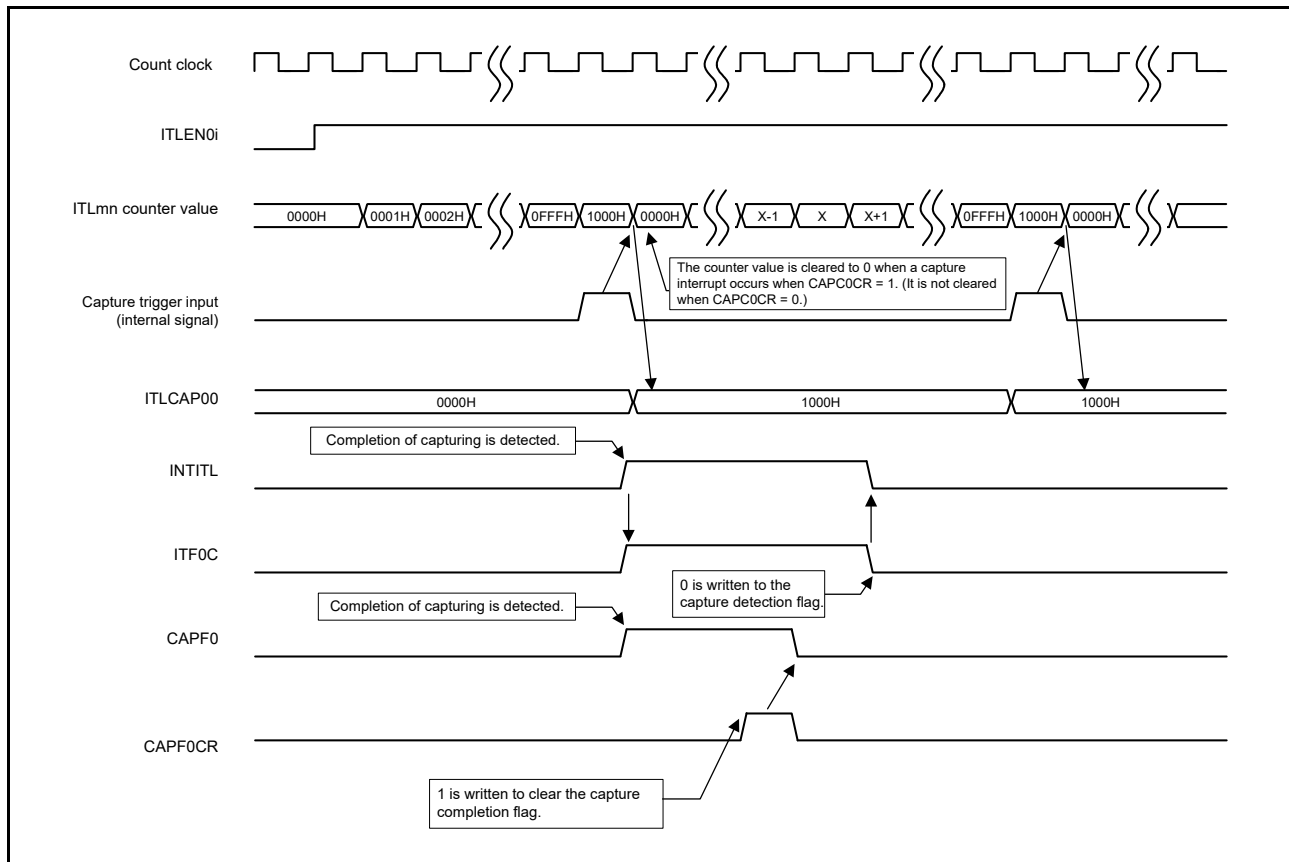 Count clock
ITLEN0i
ITLmn counter value
0000H 0001H 0002H 0FFFH 1000H 0000H X-1 X X+1 0FFFH 1000H 0000H
The counter value is cleared to 0 when a capture
interrupt occurs when CAPC0CR = 1. (It is not cleared
when CAPC0CR = 0.)
Capture trigger input
(internal signal)
ITLCAP00
0000H 1000H 1000H
Completion of capturing is detected.
INTITL
ITF0C
0 is written to the
capture detection flag.
Completion of capturing is detected.
CAPF0
CAPF0CR
1 is written to clear the capture
completion flag.